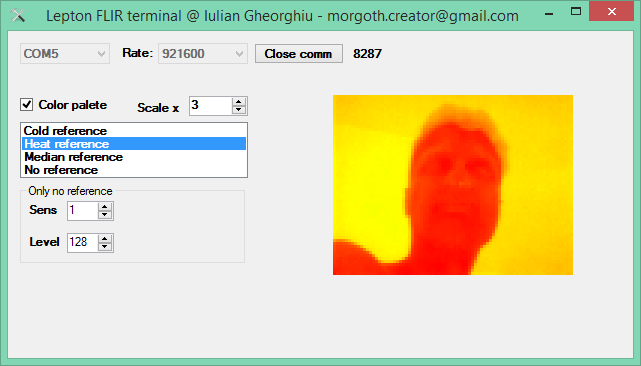 Lepton FLIR terminal @ Iulian Gheorghiu - morgoth.creator@gmail.com
COM5 Rate: 921600 Close comm 8287
Color palete Scale x 3
Cold reference
Heat reference
Median reference
No reference
Only no reference
Sens 1
Level 128